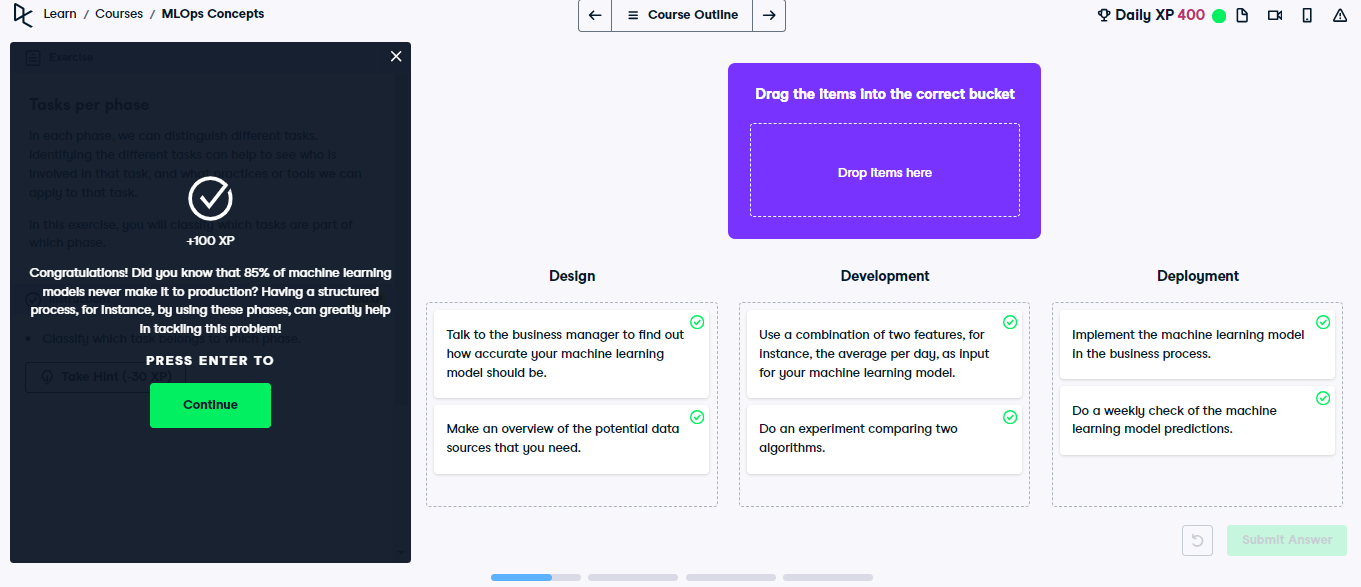 Learn / Courses / MLOps Concepts
Course Outline
Daily XP 400
Exercise
Tasks per phase
In each phase, we can distinguish different tasks.
Identifying the different tasks can help to see who is
involved in that task, and what practices or tools we can
apply to that task.
In this exercise, you will classify which tasks are part of
which phase.
+100 XP
Congratulations! Did you know that 85% of machine learning
models never make it to production? Having a structured
process, for instance, by using these phases, can greatly help
in tackling this problem!
Classify which task belongs to which phase.
PRESS ENTER TO
Take Hint (-30 XP)
Continue
Drag the items into the correct bucket
Drop items here
Design
Talk to the business manager to find out
how accurate your machine learning
model should be.
Make an overview of the potential data
sources that you need.
Development
Use a combination of two features, for
instance, the average per day, as input
for your machine learning model.
Do an experiment comparing two
algorithms.
Deployment
Implement the machine learning model
in the business process.
Do a weekly check of the machine
learning model predictions.
Submit Answer